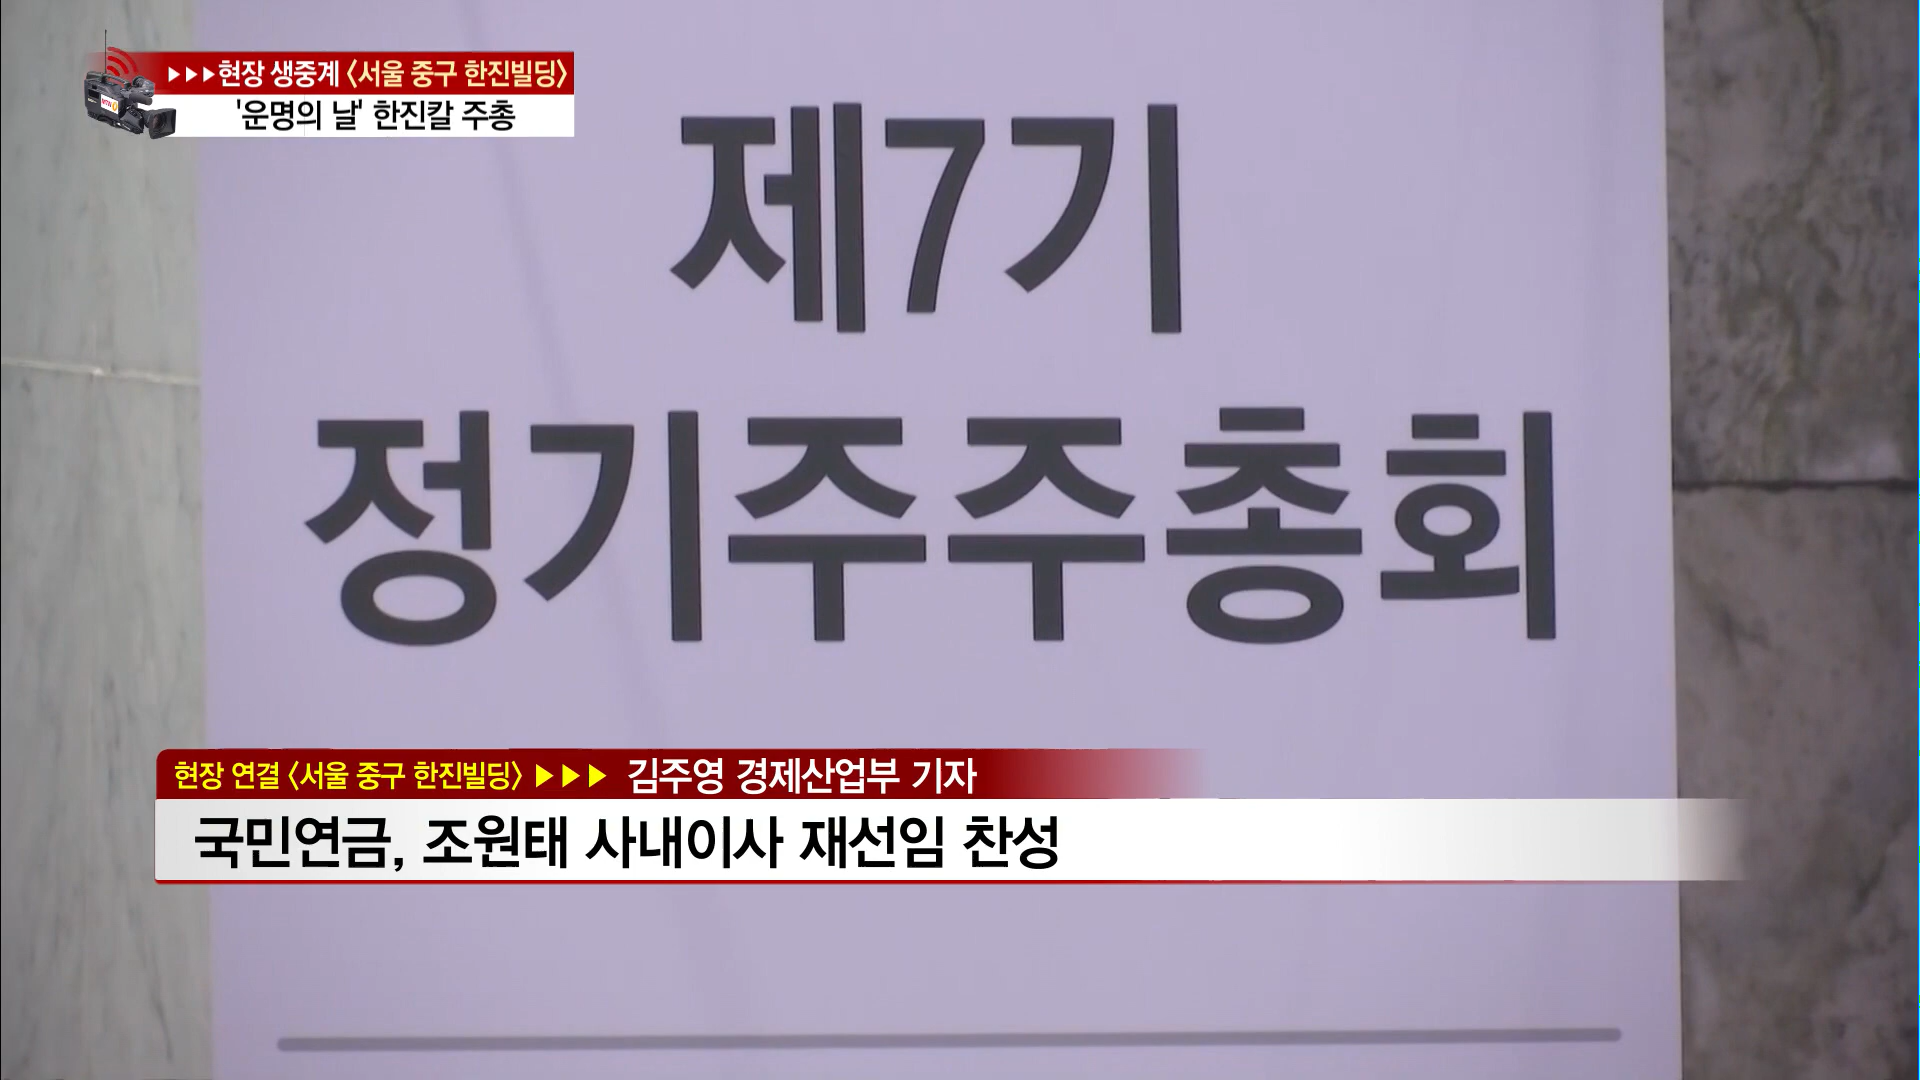 ▶▶▶현장 생중계 〈서울 중구 한진빌딩〉
'운명의 날' 한진칼 주총
제7기
정기주주총회
현장 연결 〈서울 중구 한진빌딩〉 ▶▶▶ 김주영 경제산업부 기자
국민연금, 조원태 사내이사 재선임 찬성